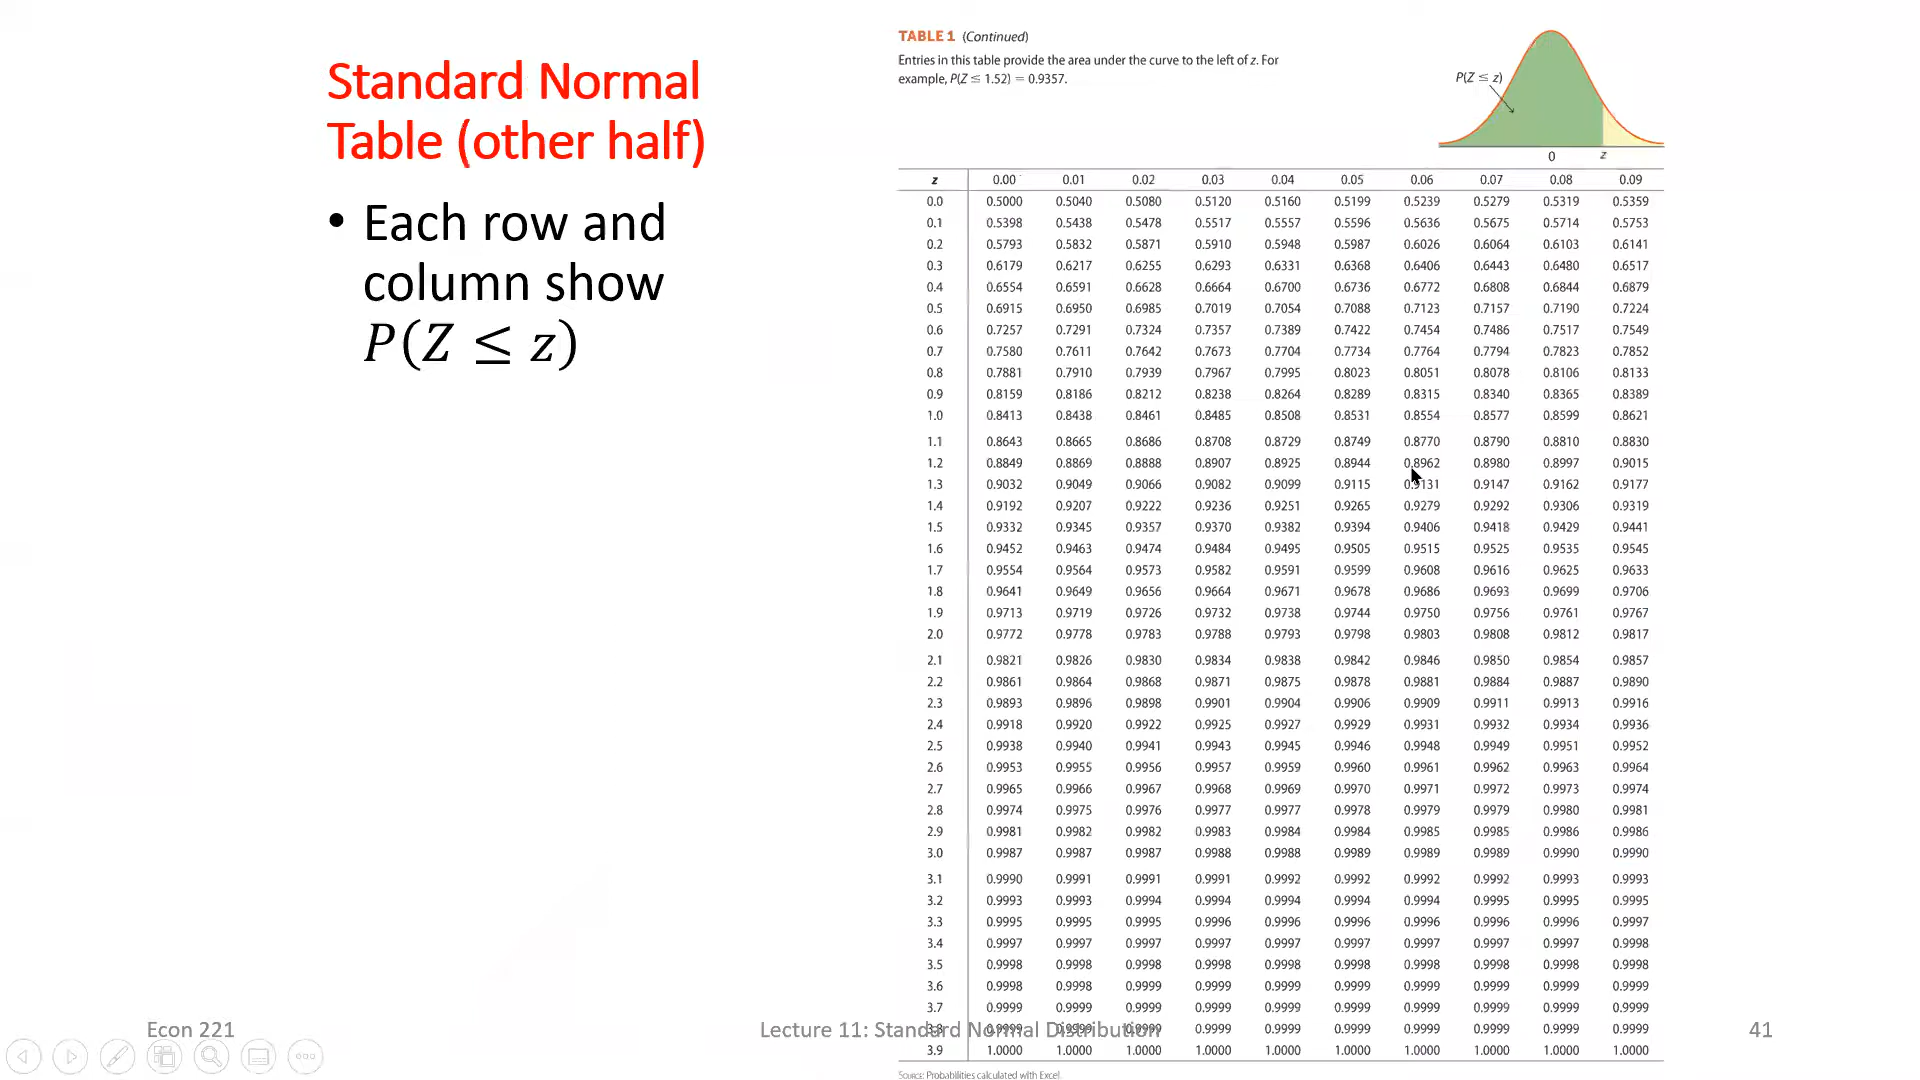 Standard Normal
Table (other half)
• Each row and
column show
P(Z ≤ z)
TABLE 1 (Continued)
Entries in this table provide the area under the curve to the left of z. For
example, P(Z ≤ 1.52) = 0.9357.
P(Z ≤ z)
0 z
z 0.00 0.01 0.02 0.03 0.04 0.05 0.06 0.07 0.08 0.09
0.0 0.5000 0.5040 0.5080 0.5120 0.5160 0.5199 0.5239 0.5279 0.5319 0.5359
0.1 0.5398 0.5438 0.5478 0.5517 0.5557 0.5596 0.5636 0.5675 0.5714 0.5753
0.2 0.5793 0.5832 0.5871 0.5910 0.5948 0.5987 0.6026 0.6064 0.6103 0.6141
0.3 0.6179 0.6217 0.6255 0.6293 0.6331 0.6368 0.6406 0.6443 0.6480 0.6517
0.4 0.6554 0.6591 0.6628 0.6664 0.6700 0.6736 0.6772 0.6808 0.6844 0.6879
0.5 0.6915 0.6950 0.6985 0.7019 0.7054 0.7088 0.7123 0.7157 0.7190 0.7224
0.6 0.7257 0.7291 0.7324 0.7357 0.7389 0.7422 0.7454 0.7486 0.7517 0.7549
0.7 0.7580 0.7611 0.7642 0.7673 0.7704 0.7734 0.7764 0.7794 0.7823 0.7852
0.8 0.7881 0.7910 0.7939 0.7967 0.7995 0.8023 0.8051 0.8078 0.8106 0.8133
0.9 0.8159 0.8186 0.8212 0.8238 0.8264 0.8289 0.8315 0.8340 0.8365 0.8389
1.0 0.8413 0.8438 0.8461 0.8485 0.8508 0.8531 0.8554 0.8577 0.8599 0.8621
1.1 0.8643 0.8665 0.8686 0.8708 0.8729 0.8749 0.8770 0.8790 0.8810 0.8830
1.2 0.8849 0.8869 0.8888 0.8907 0.8925 0.8944 0.8962 0.8980 0.8997 0.9015
1.3 0.9032 0.9049 0.9066 0.9082 0.9099 0.9115 0.9131 0.9147 0.9162 0.9177
1.4 0.9192 0.9207 0.9222 0.9236 0.9251 0.9265 0.9279 0.9292 0.9306 0.9319
1.5 0.9332 0.9345 0.9357 0.9370 0.9382 0.9394 0.9406 0.9418 0.9429 0.9441
1.6 0.9452 0.9463 0.9474 0.9484 0.9495 0.9505 0.9515 0.9525 0.9535 0.9545
1.7 0.9554 0.9564 0.9573 0.9582 0.9591 0.9599 0.9608 0.9616 0.9625 0.9633
1.8 0.9641 0.9649 0.9656 0.9664 0.9671 0.9678 0.9686 0.9693 0.9699 0.9706
1.9 0.9713 0.9719 0.9726 0.9732 0.9738 0.9744 0.9750 0.9756 0.9761 0.9767
2.0 0.9772 0.9778 0.9783 0.9788 0.9793 0.9798 0.9803 0.9808 0.9812 0.9817
2.1 0.9821 0.9826 0.9830 0.9834 0.9838 0.9842 0.9846 0.9850 0.9854 0.9857
2.2 0.9861 0.9864 0.9868 0.9871 0.9875 0.9878 0.9881 0.9884 0.9887 0.9890
2.3 0.9893 0.9896 0.9898 0.9901 0.9904 0.9906 0.9909 0.9911 0.9913 0.9916
2.4 0.9918 0.9920 0.9922 0.9925 0.9927 0.9929 0.9931 0.9932 0.9934 0.9936
2.5 0.9938 0.9940 0.9941 0.9943 0.9945 0.9946 0.9948 0.9949 0.9951 0.9952
2.6 0.9953 0.9955 0.9956 0.9957 0.9959 0.9960 0.9961 0.9962 0.9963 0.9964
2.7 0.9965 0.9966 0.9967 0.9968 0.9969 0.9970 0.9971 0.9972 0.9973 0.9974
2.8 0.9974 0.9975 0.9976 0.9977 0.9977 0.9978 0.9979 0.9979 0.9980 0.9981
2.9 0.9981 0.9982 0.9982 0.9983 0.9984 0.9984 0.9985 0.9985 0.9986 0.9986
3.0 0.9987 0.9987 0.9987 0.9988 0.9988 0.9989 0.9989 0.9989 0.9990 0.9990
3.1 0.9990 0.9991 0.9991 0.9991 0.9992 0.9992 0.9992 0.9992 0.9993 0.9993
3.2 0.9993 0.9993 0.9994 0.9994 0.9994 0.9994 0.9994 0.9995 0.9995 0.9995
3.3 0.9995 0.9995 0.9995 0.9996 0.9996 0.9996 0.9996 0.9996 0.9996 0.9997
3.4 0.9997 0.9997 0.9997 0.9997 0.9997 0.9997 0.9997 0.9997 0.9997 0.9998
3.5 0.9998 0.9998 0.9998 0.9998 0.9998 0.9998 0.9998 0.9998 0.9998 0.9998
3.6 0.9998 0.9998 0.9999 0.9999 0.9999 0.9999 0.9999 0.9999 0.9999 0.9999
3.7 0.9999 0.9999 0.9999 0.9999 0.9999 0.9999 0.9999 0.9999 0.9999 0.9999
3.8 0.9999 0.9999 0.9999 0.9999 0.9999 0.9999 0.9999 0.9999 0.9999 0.9999
3.9 1.0000 1.0000 1.0000 1.0000 1.0000 1.0000 1.0000 1.0000 1.0000 1.0000
Source: Probabilities calculated with Excel.
Econ 221
Lecture 11: Standard Normal Distribution
41